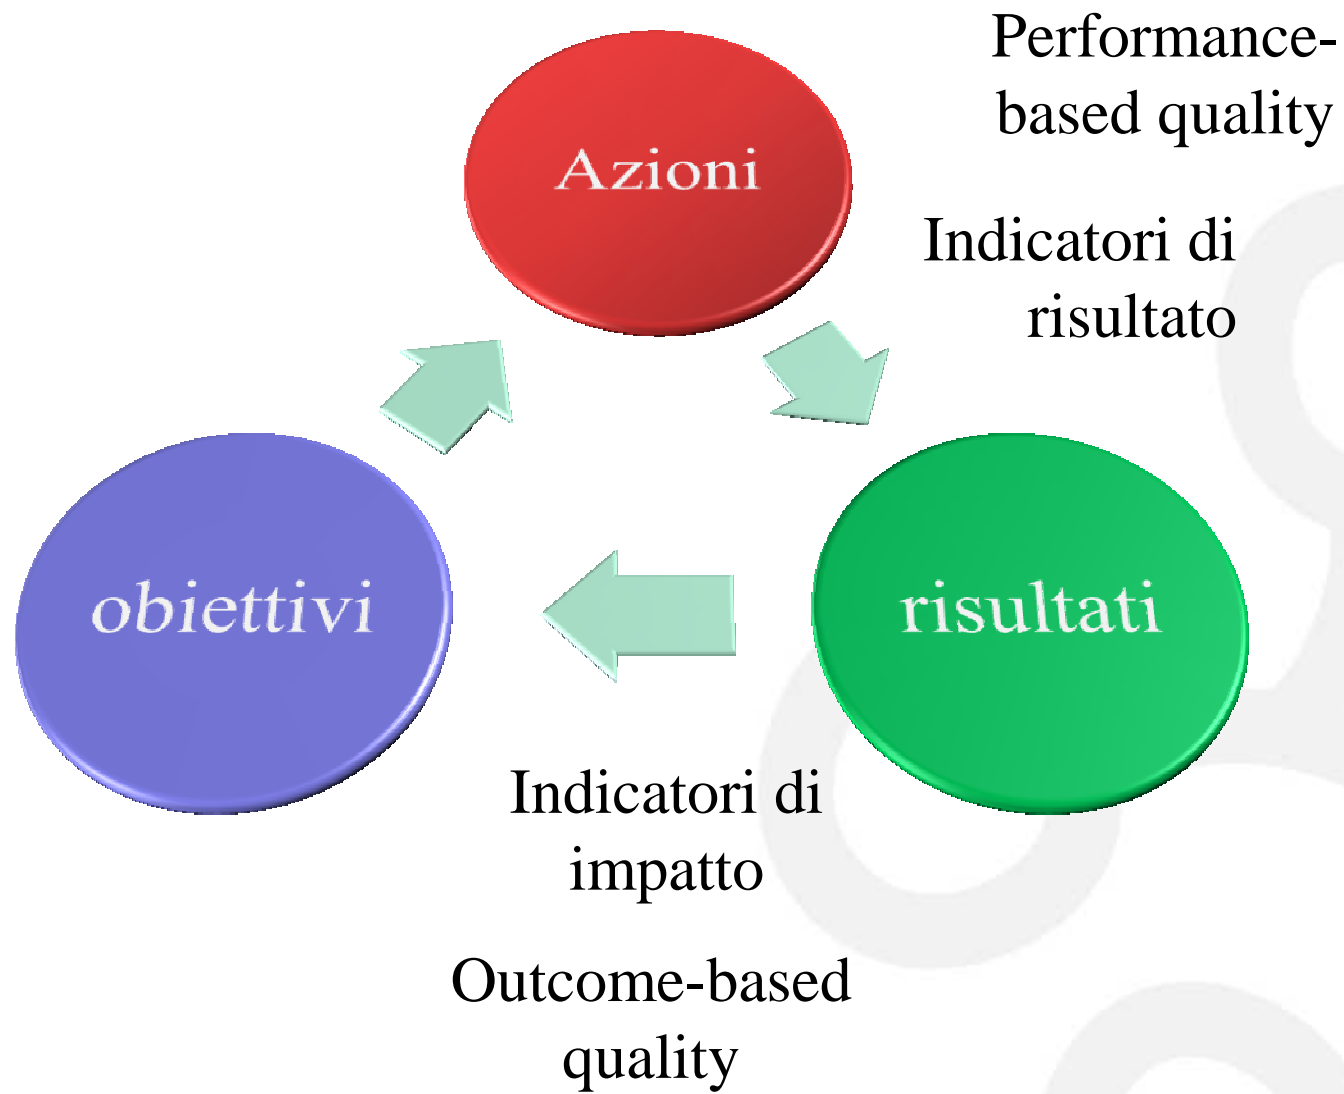 Performance-
based quality
Azioni
Indicatori di
risultato
obiettivi
risultati
Indicatori di
impatto
Outcome-based
quality